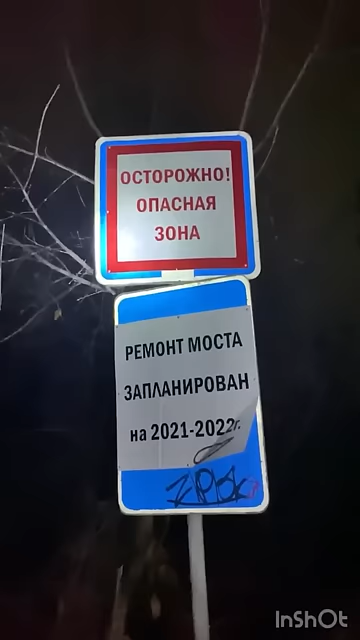 ОСТОРОЖНО!
ОПАСНАЯ
ЗОНА
РЕМОНТ МОСТА
ЗАПЛАНИРОВАН
на 2021-2022г.
InShOt